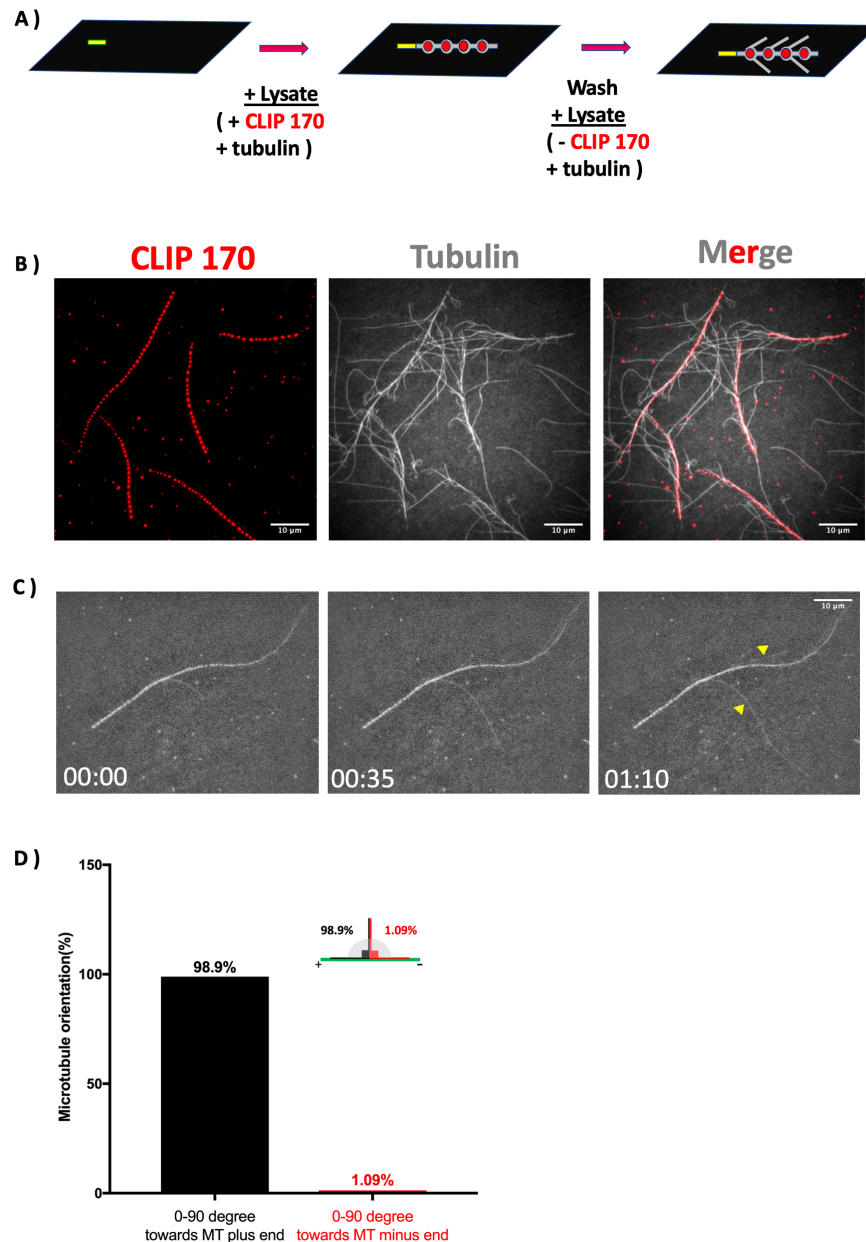 A )
+ Lysate
( + CLIP 170
+ tubulin )
Wash
+ Lysate
( - CLIP 170
+ tubulin )
B )
CLIP 170
Tubulin
Merge
10 µm
10 µm
10 µm
C )
10 µm
00:00
00:35
01:10
D )
Microtubule orientation(%)
150
100
50
0
98.9%
1.09%
98.9%
1.09%
+
-
0-90 degree
towards MT plus end
0-90 degree
towards MT minus end